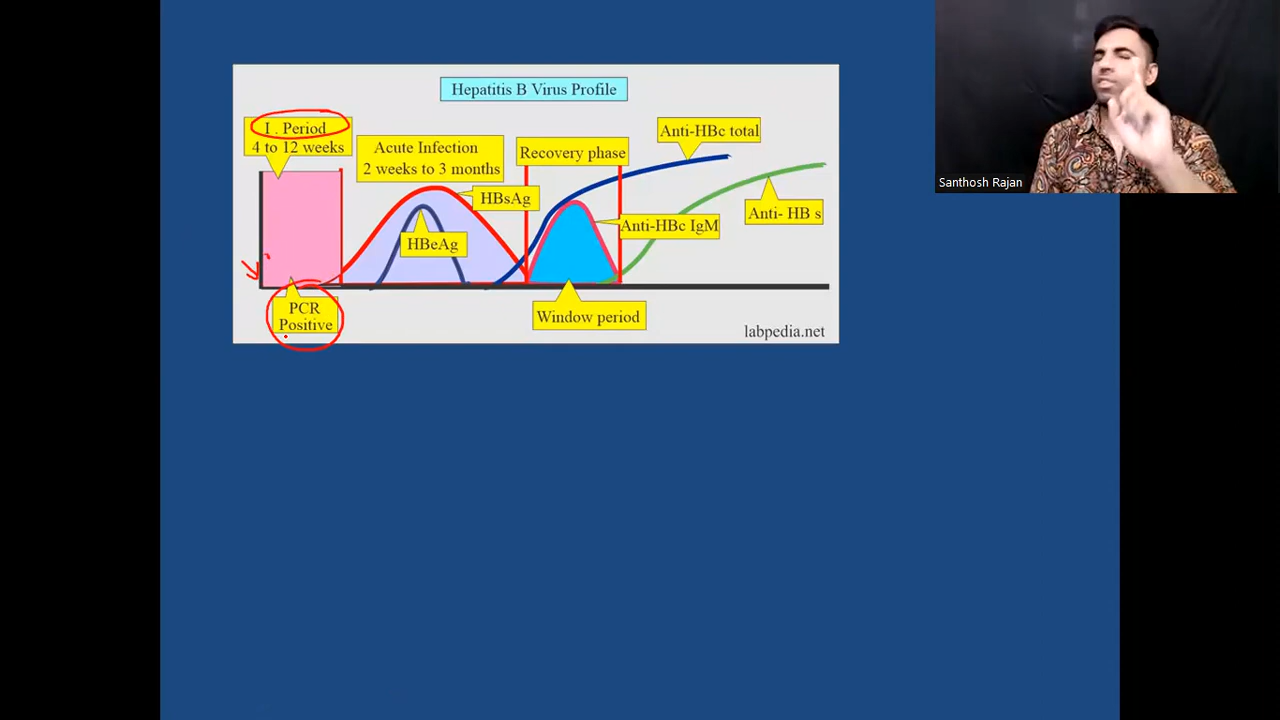 Hepatitis B Virus Profile
I . Period
4 to 12 weeks
Acute Infection
2 weeks to 3 months
Recovery phase
Anti-HBc total
HBsAg
HBeAg
Anti-HBc IgM
Anti- HB s
PCR
Positive
Window period
labpedia.net
Santhosh Rajan